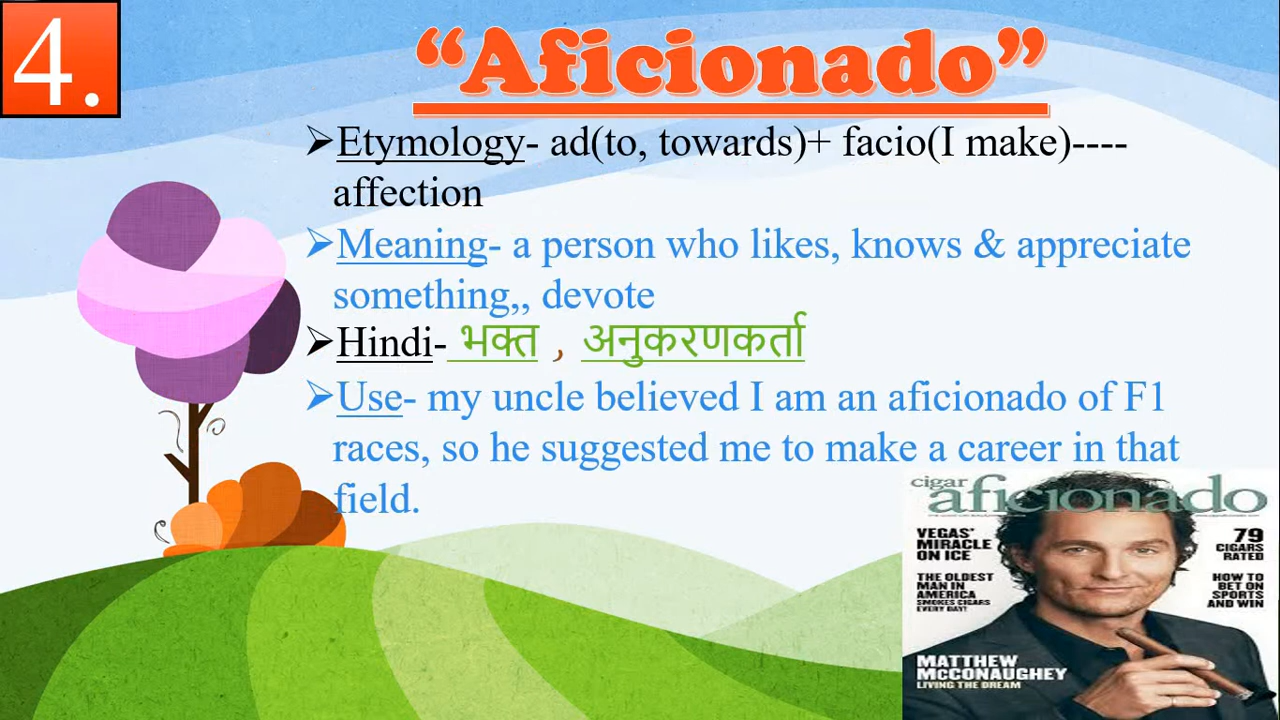 4.
“Aficionado”
➢Etymology- ad(to, towards)+ facio(I make)----
affection
➢Meaning- a person who likes, knows & appreciate
something,, devote
➢Hindi- भक्त , अनुकरणकर्ता
➢Use- my uncle believed I am an aficionado of F1
races, so he suggested me to make a career in that
field.
cigar
aficionado
VEGAS'
MIRACLE
ON ICE
THE OLDEST
MAN IN
AMERICA
SMOKES CIGARS
EVERY DAY!
79
CIGARS
RATED
HOW TO
BET ON
SPORTS
AND WIN
MATTHEW
MCCONAUGHEY
LIVING THE DREAM